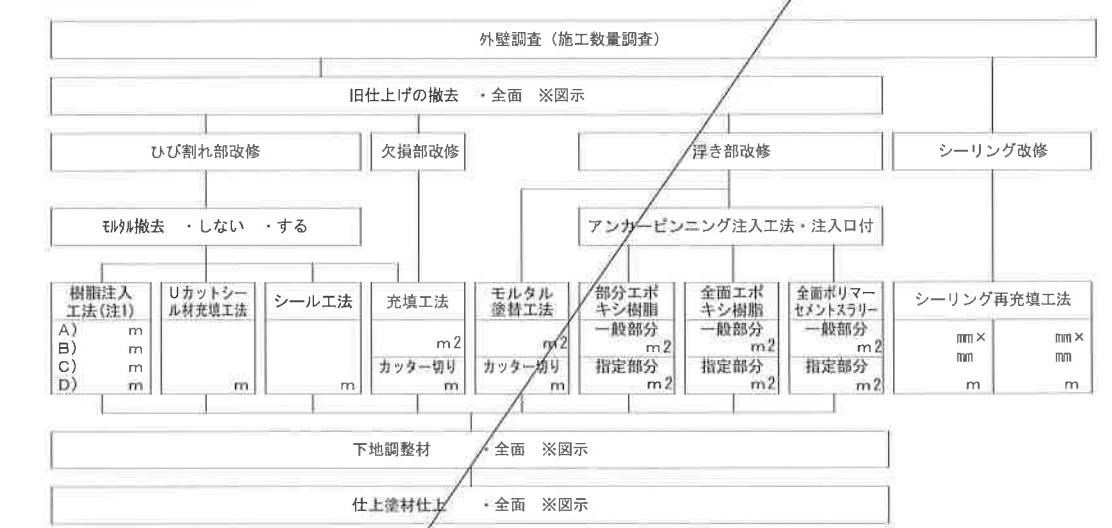 外壁調査（施工数量調査）
旧仕上げの撤去　・全面　※図示
ひび割れ部改修
欠損部改修
浮き部改修
シーリング改修
ﾓﾙﾀﾙ撤去　・しない　・する
アンカーピンニング注入工法・注入口付
樹脂注入
工法(注1)
A)　m
B)　m
C)　m
D)　m
Uカットシー
ル材充填工法
m
シール工法
m
充填工法
m2
カッター切り
m
モルタル
塗替工法
m2
カッター切り
m
部分エポ
キシ樹脂
一般部分
m2
指定部分
m2
全面エポ
キシ樹脂
一般部分
m2
指定部分
m2
全面ポリマー
セメントスラリー
一般部分
m2
指定部分
m2
シーリング再充填工法
mm×
mm
m
mm×
mm
m
下地調整材　・全面　※図示
仕上塗材仕上　・全面　※図示